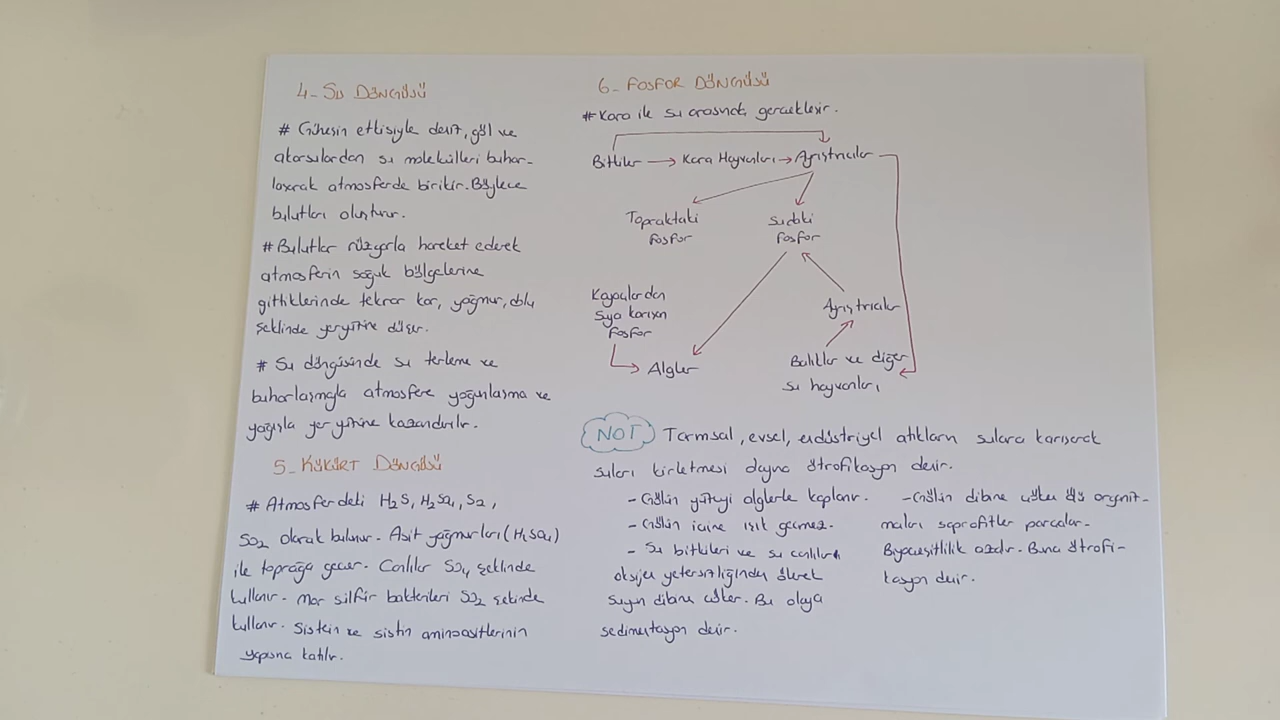 4- SU DÖNGÜSÜ
# Güneşin etkisiyle deniz, göl ve
akarsulardan su molekülleri buhar-
laşarak atmosferde birikir. Böylece
bulutları oluşturur.
# Bulutlar rüzgarla hareket ederek
atmosferin soğuk bölgelerine
gittiklerinde tekrar kar, yağmur, dolu
şeklinde yeryüzüne düşer.
# Su döngüsünde su terleme ve
buharlaşmayla atmosfere yoğunlaşma ve
yağışla yer yüzüne kazandırılır.
5- KÜKÜRT DÖNGÜSÜ
# Atmosferdeki H2S, H2SO4, S2,
SO2 olarak bulunur. Asit yağmurları (H2SO4)
ile toprağa geçer. Canlılar SO4 şeklinde
kullanır. Mor sülfür bakterileri SO2 şeklinde
kullanır. Sistein ve sistin aminoasitlerinin
yapısına katılır.
6- FOSFOR DÖNGÜSÜ
# Kara ile su arasında gerçekleşir.
Bitkiler → Kara Hayvanları → Ayrıştırıcılar
Topraktaki
fosfor
Sudaki
fosfor
Kayaçlardan
Suya karışan
fosfor
Ayrıştırıcılar
Algler
Balıklar ve diğer
su hayvanları
NOT Tarımsal, evsel, endüstriyel atıkların sulara karışarak
suları kirletmesi olayına ötrofikasyon denir.
- Gölün yüzeyi alglerle kaplanır.
- Gölün içine ışık geçmez.
- Su bitkileri ve su canlıları
oksijen yetersizliğinden ölerek
suyun dibine çöker. Bu olaya
sedimentasyon denir.
- Gölün dibine çöken ölü organiz-
maları saprofitler parçalar.
Biyoçeşitlilik azalır. Buna ötrofi-
kasyon denir.